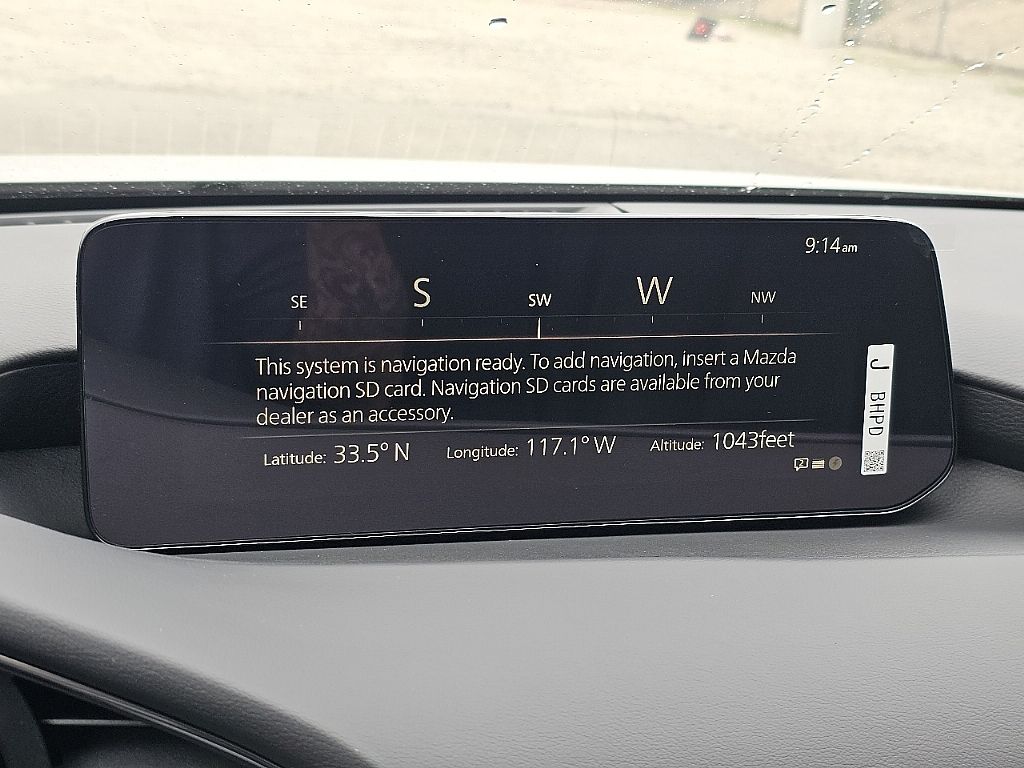 9:14am
SE S SW W NW
This system is navigation ready. To add navigation, insert a Mazda
navigation SD card. Navigation SD cards are available from your
dealer as an accessory.
Latitude: 33.5° N Longitude: 117.1° W Altitude: 1043feet
J BHPD